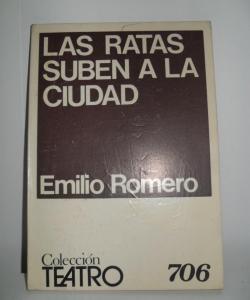 LAS RATAS
SUBEN A LA
CIUDAD
Emilio Romero
Colección
TEATRO 706